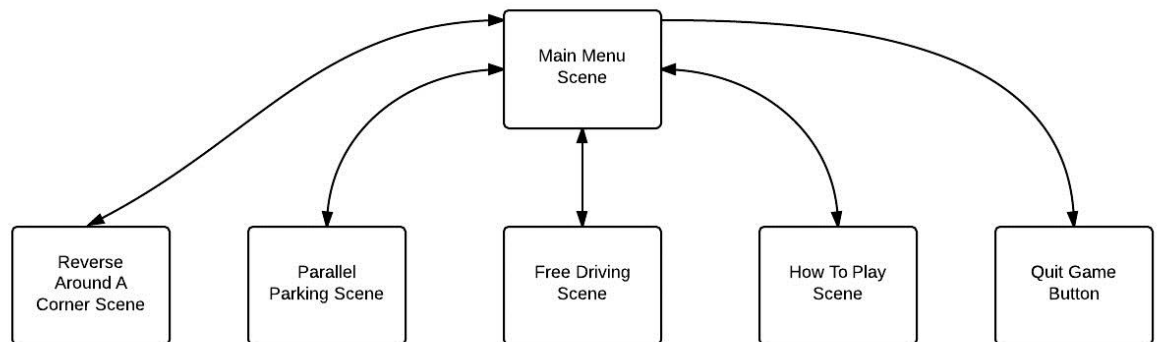 Main Menu
Scene
Reverse
Around A
Corner Scene
Parallel
Parking Scene
Free Driving
Scene
How To Play
Scene
Quit Game
Button